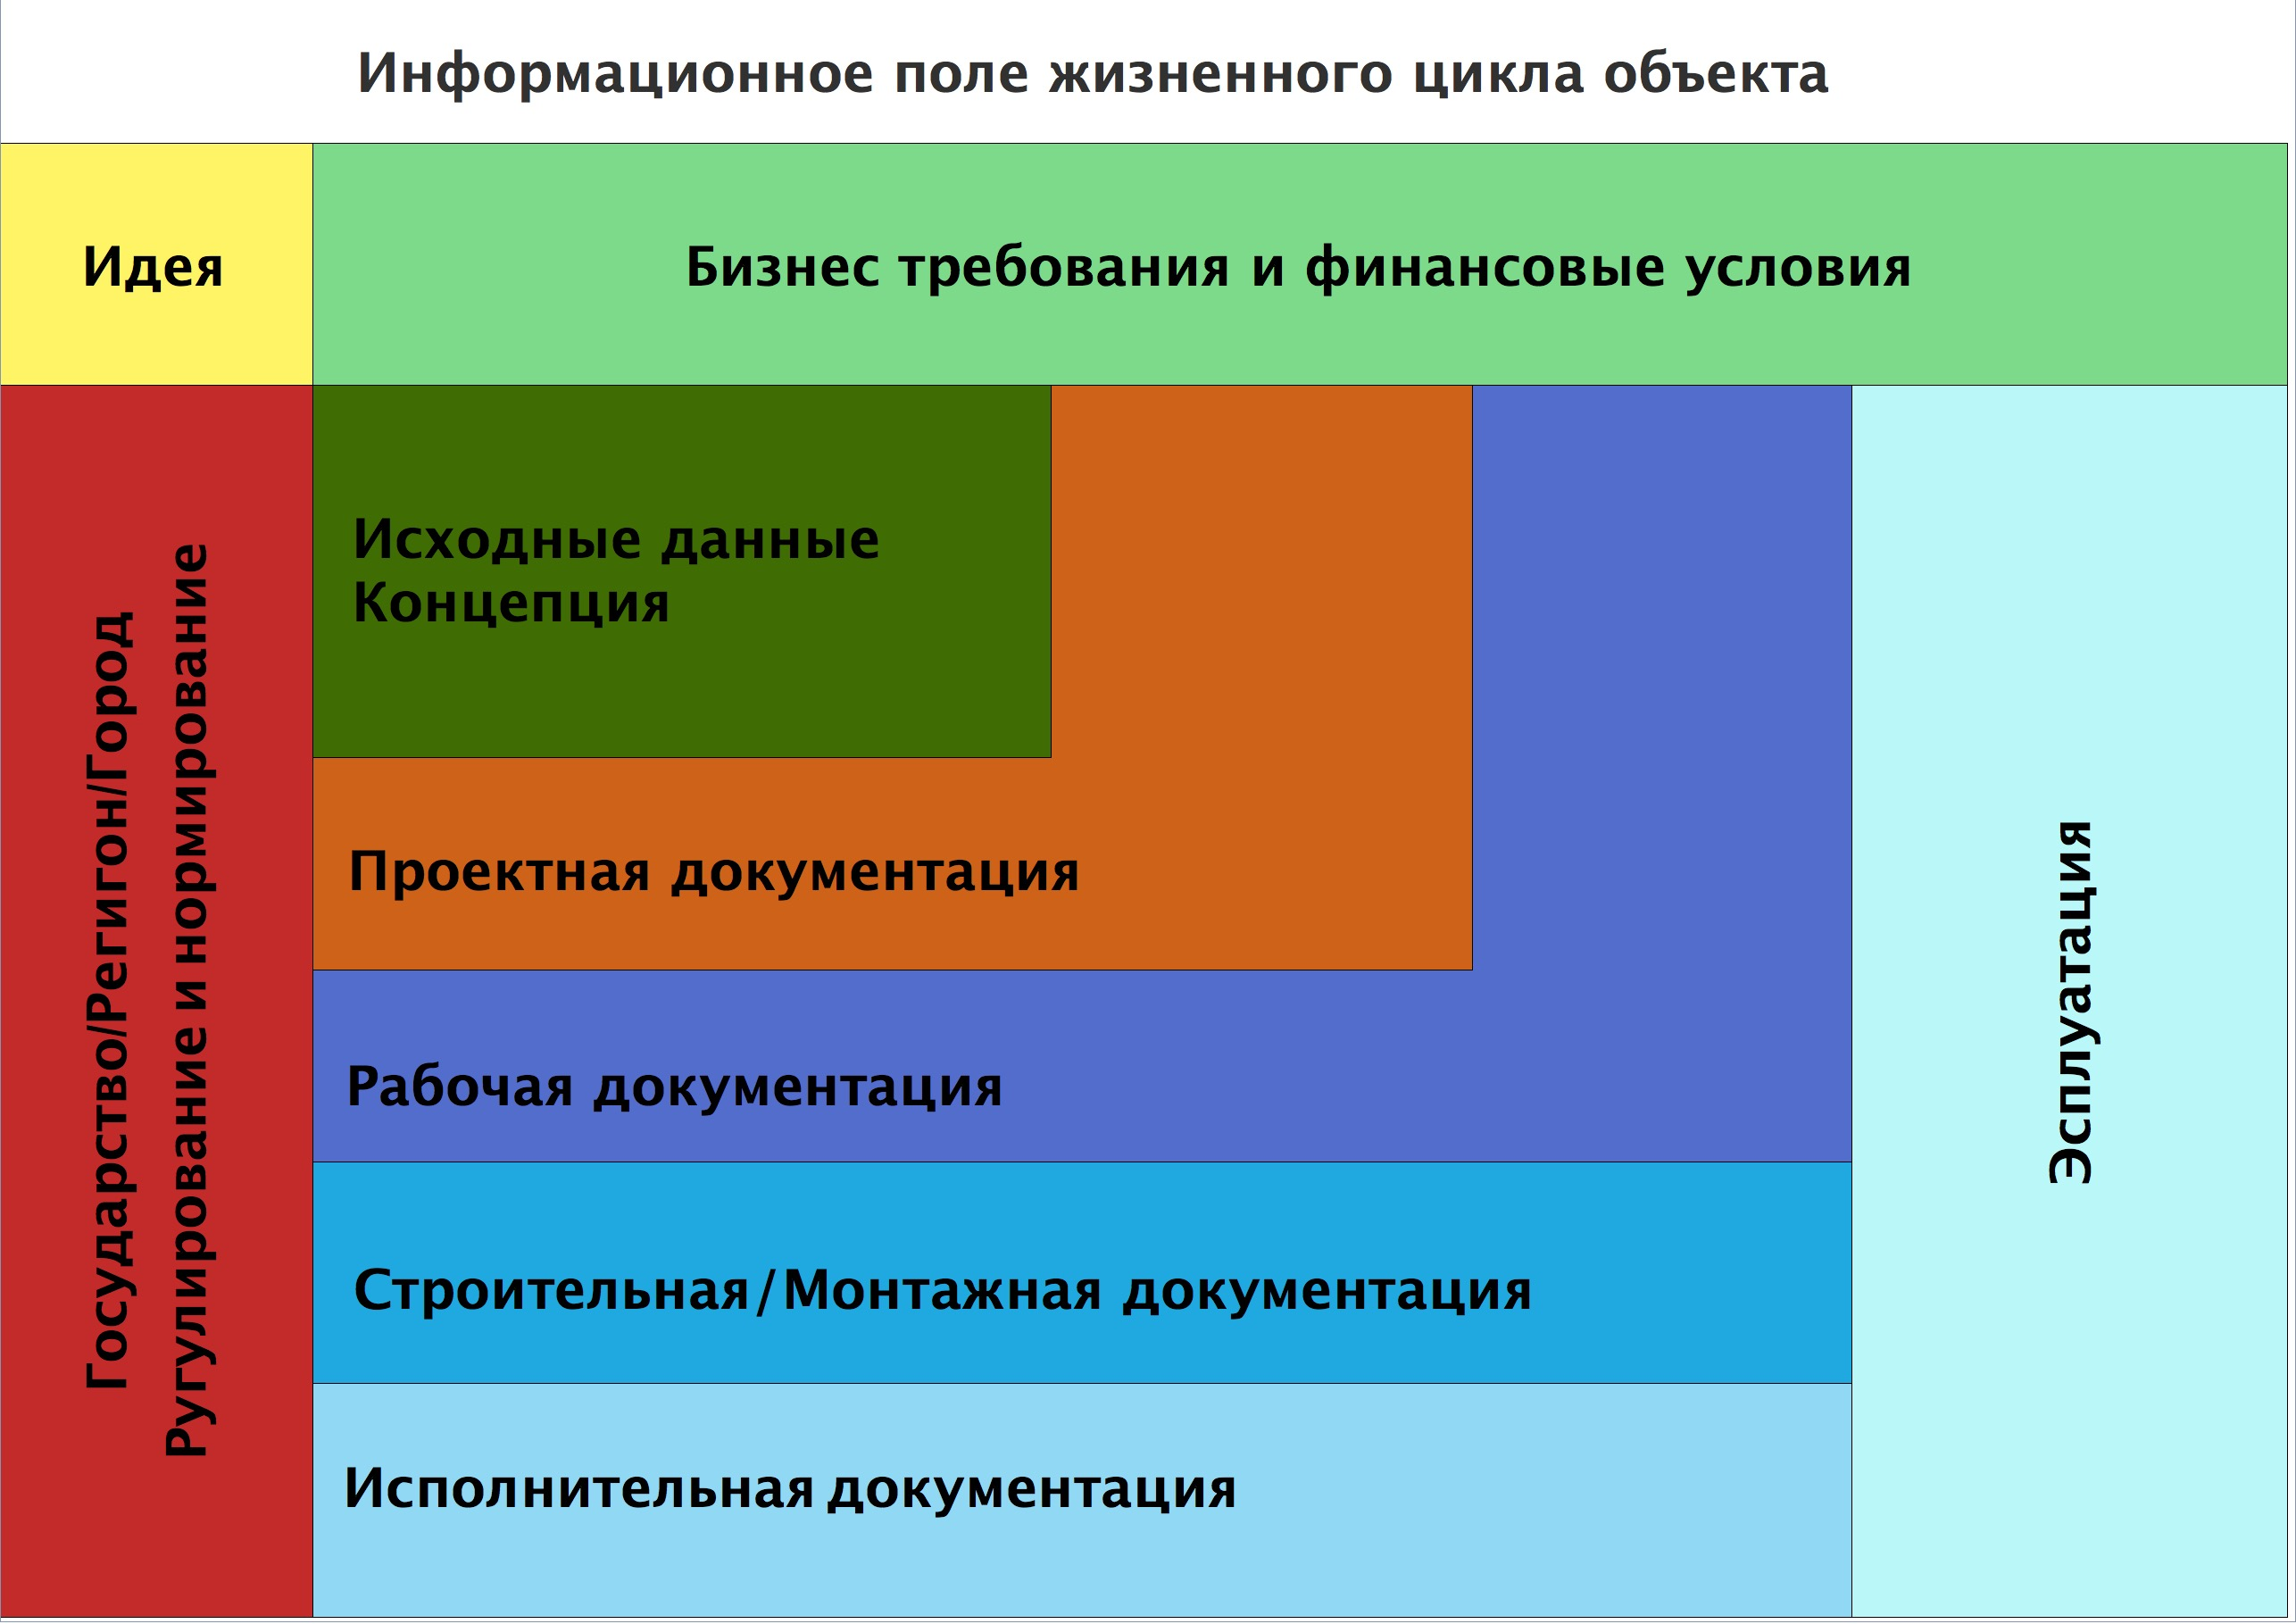 Информационное поле жизненного цикла объекта
Идея
Бизнес требования и финансовые условия
Государство/Регигон/Город
Ругулирование и нормирование
Исходные данные
Концепция
Проектная документация
Рабочая документация
Строительная/Монтажная документация
Исполнительная документация
Эсплуатация